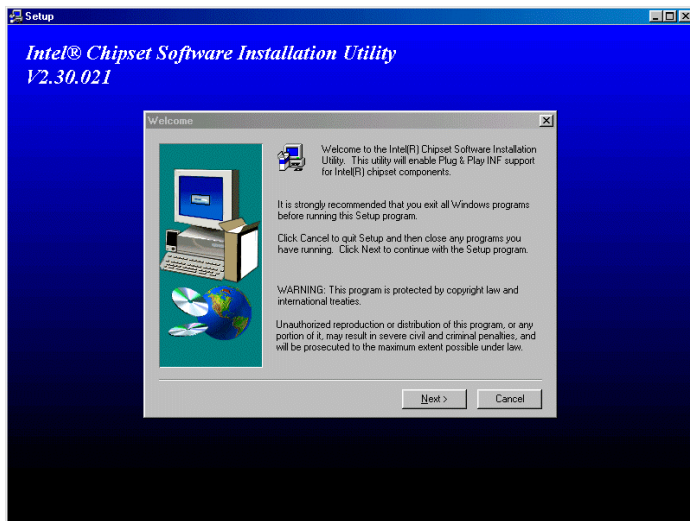 Setup
Intel® Chipset Software Installation Utility
V2.30.021
Welcome
Welcome to the Intel(R) Chipset Software Installation
Utility. This utility will enable Plug & Play INF support
for Intel(R) chipset components.
It is strongly recommended that you exit all Windows programs
before running this Setup program.
Click Cancel to quit Setup and then close any programs you
have running. Click Next to continue with the Setup program.
WARNING: This program is protected by copyright law and
international treaties.
Unauthorized reproduction or distribution of this program, or any
portion of it, may result in severe civil and criminal penalties, and
will be prosecuted to the maximum extent possible under law.
Next >
Cancel